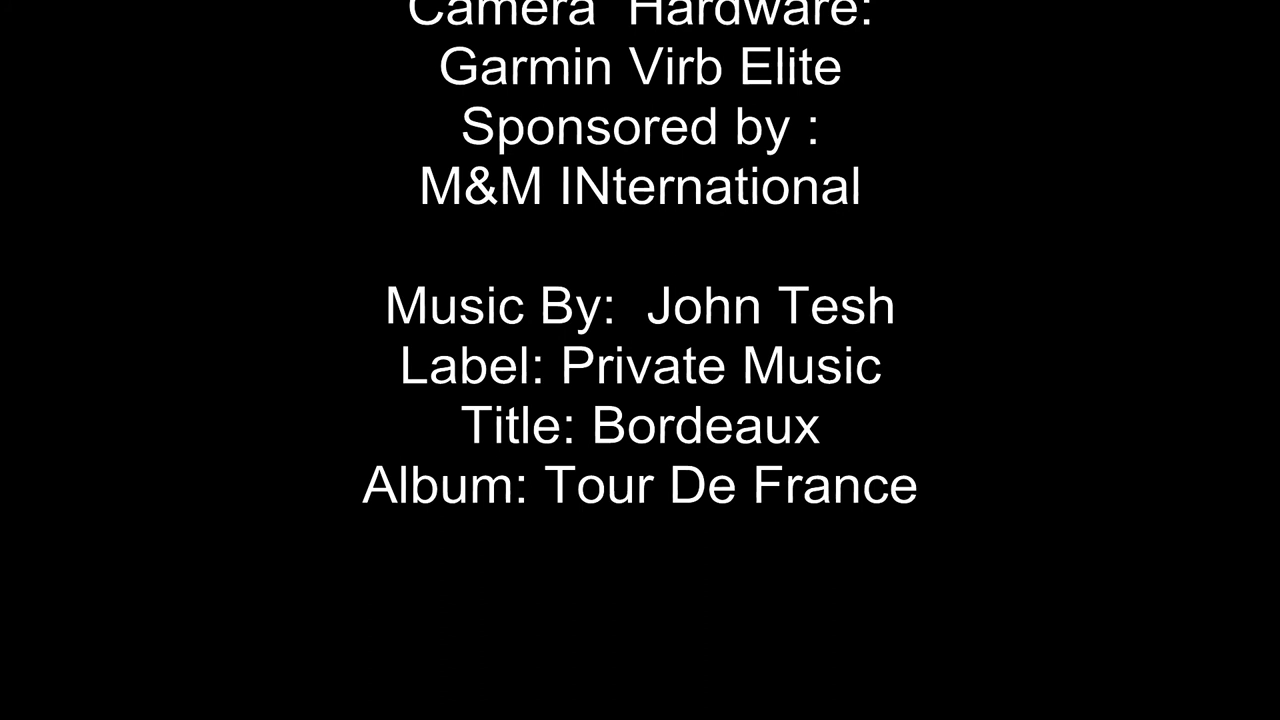 Camera  Hardware:
Garmin Virb Elite
Sponsored by :
M&M INternational
Music By:  John Tesh
Label: Private Music
Title: Bordeaux
Album: Tour De France